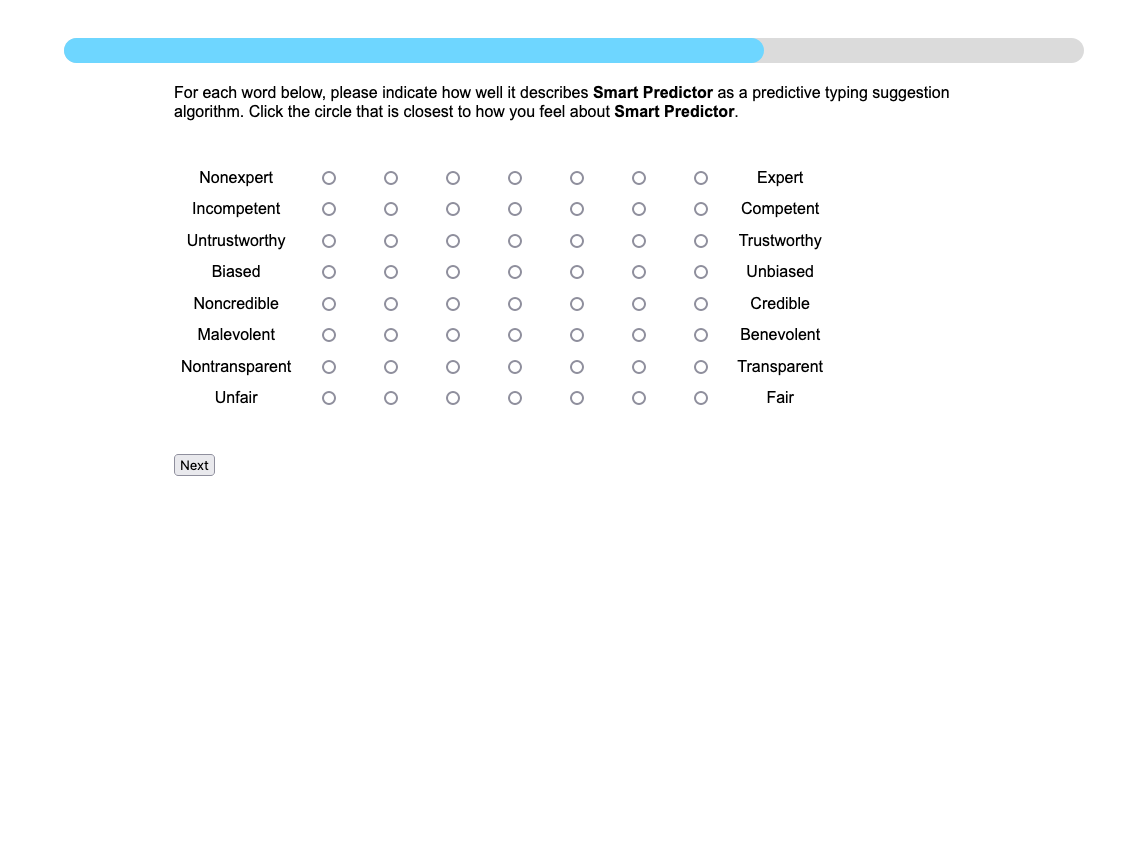 For each word below, please indicate how well it describes Smart Predictor as a predictive typing suggestion
algorithm. Click the circle that is closest to how you feel about Smart Predictor.
Nonexpert Expert
Incompetent Competent
Untrustworthy Trustworthy
Biased Unbiased
Noncredible Credible
Malevolent Benevolent
Nontransparent Transparent
Unfair Fair
Next